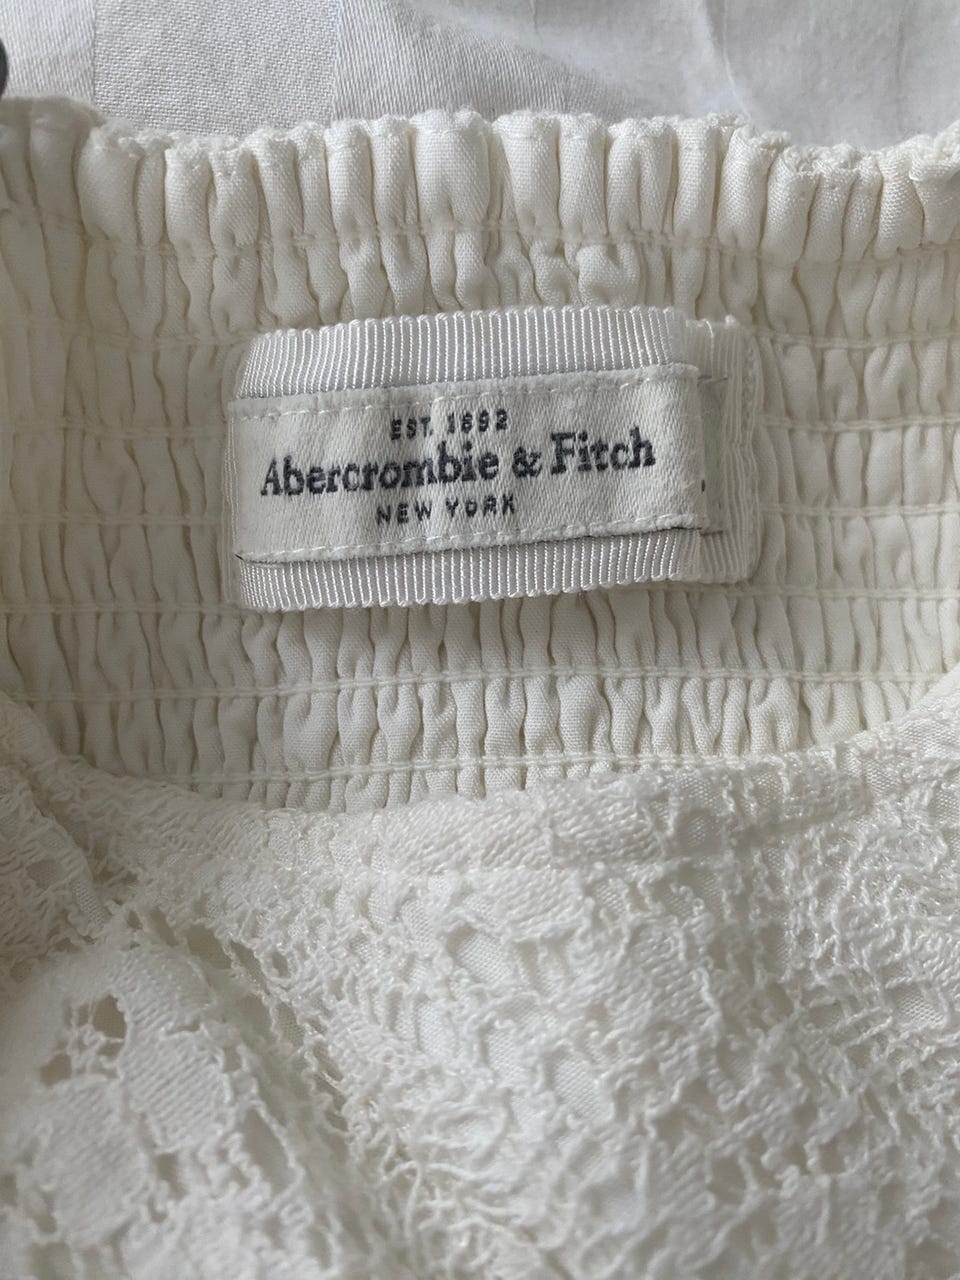 EST. 1892
Abercrombie & Fitch
NEW YORK